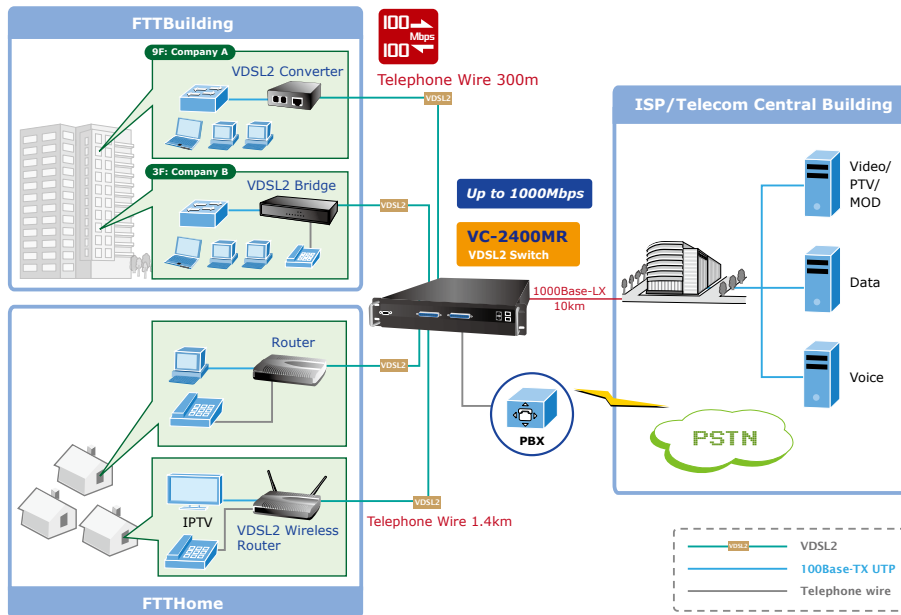 FTTBuilding
9F: Company A
VDSL2 Converter
3F: Company B
VDSL2 Bridge
100
Mbps
100
Telephone Wire 300m
VDSL2
VDSL2
Up to 1000Mbps
VC-2400MR
VDSL2 Switch
1000Base-LX
10km
ISP/Telecom Central Building
Video/
PTV/
MOD
Data
Voice
Router
VDSL2
PBX
PSTN
IPTV
VDSL2 Wireless
Router
VDSL2
Telephone Wire 1.4km
FTTHome
VDSL2
VDSL2
100Base-TX UTP
Telephone wire